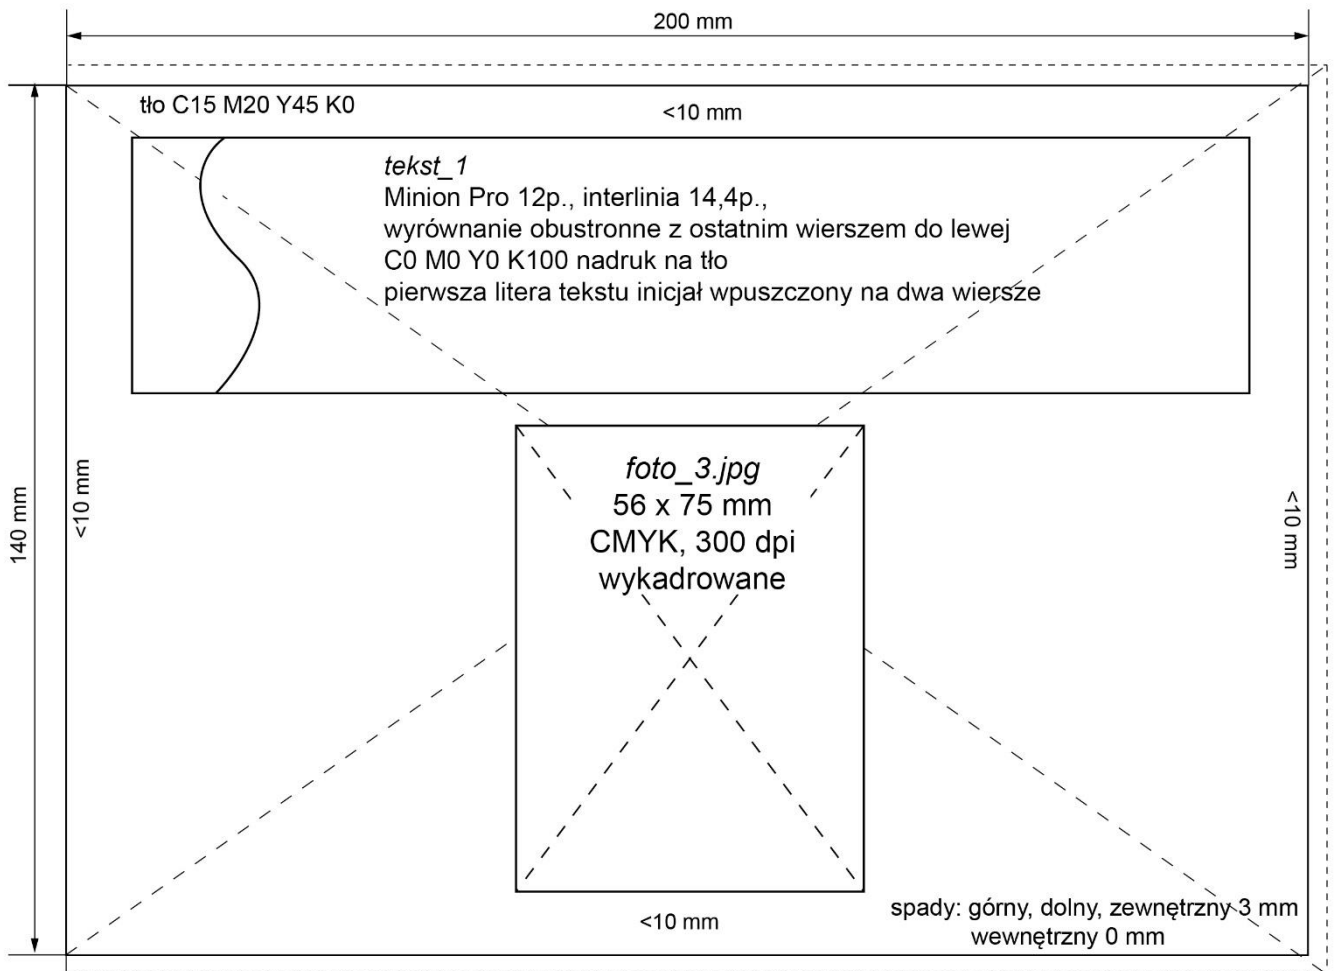 200 mm
tło C15 M20 Y45 K0
<10 mm
tekst_1
Minion Pro 12p., interlinia 14,4p.,
wyrównanie obustronne z ostatnim wierszem do lewej
C0 M0 Y0 K100 nadruk na tło
pierwsza litera tekstu inicjał wpuszczony na dwa wiersze
140 mm
<10 mm
foto_3.jpg
56 x 75 mm
CMYK, 300 dpi
wykadrowane
<10 mm
<10 mm
spady: górny, dolny, zewnętrzny 3 mm
wewnętrzny 0 mm